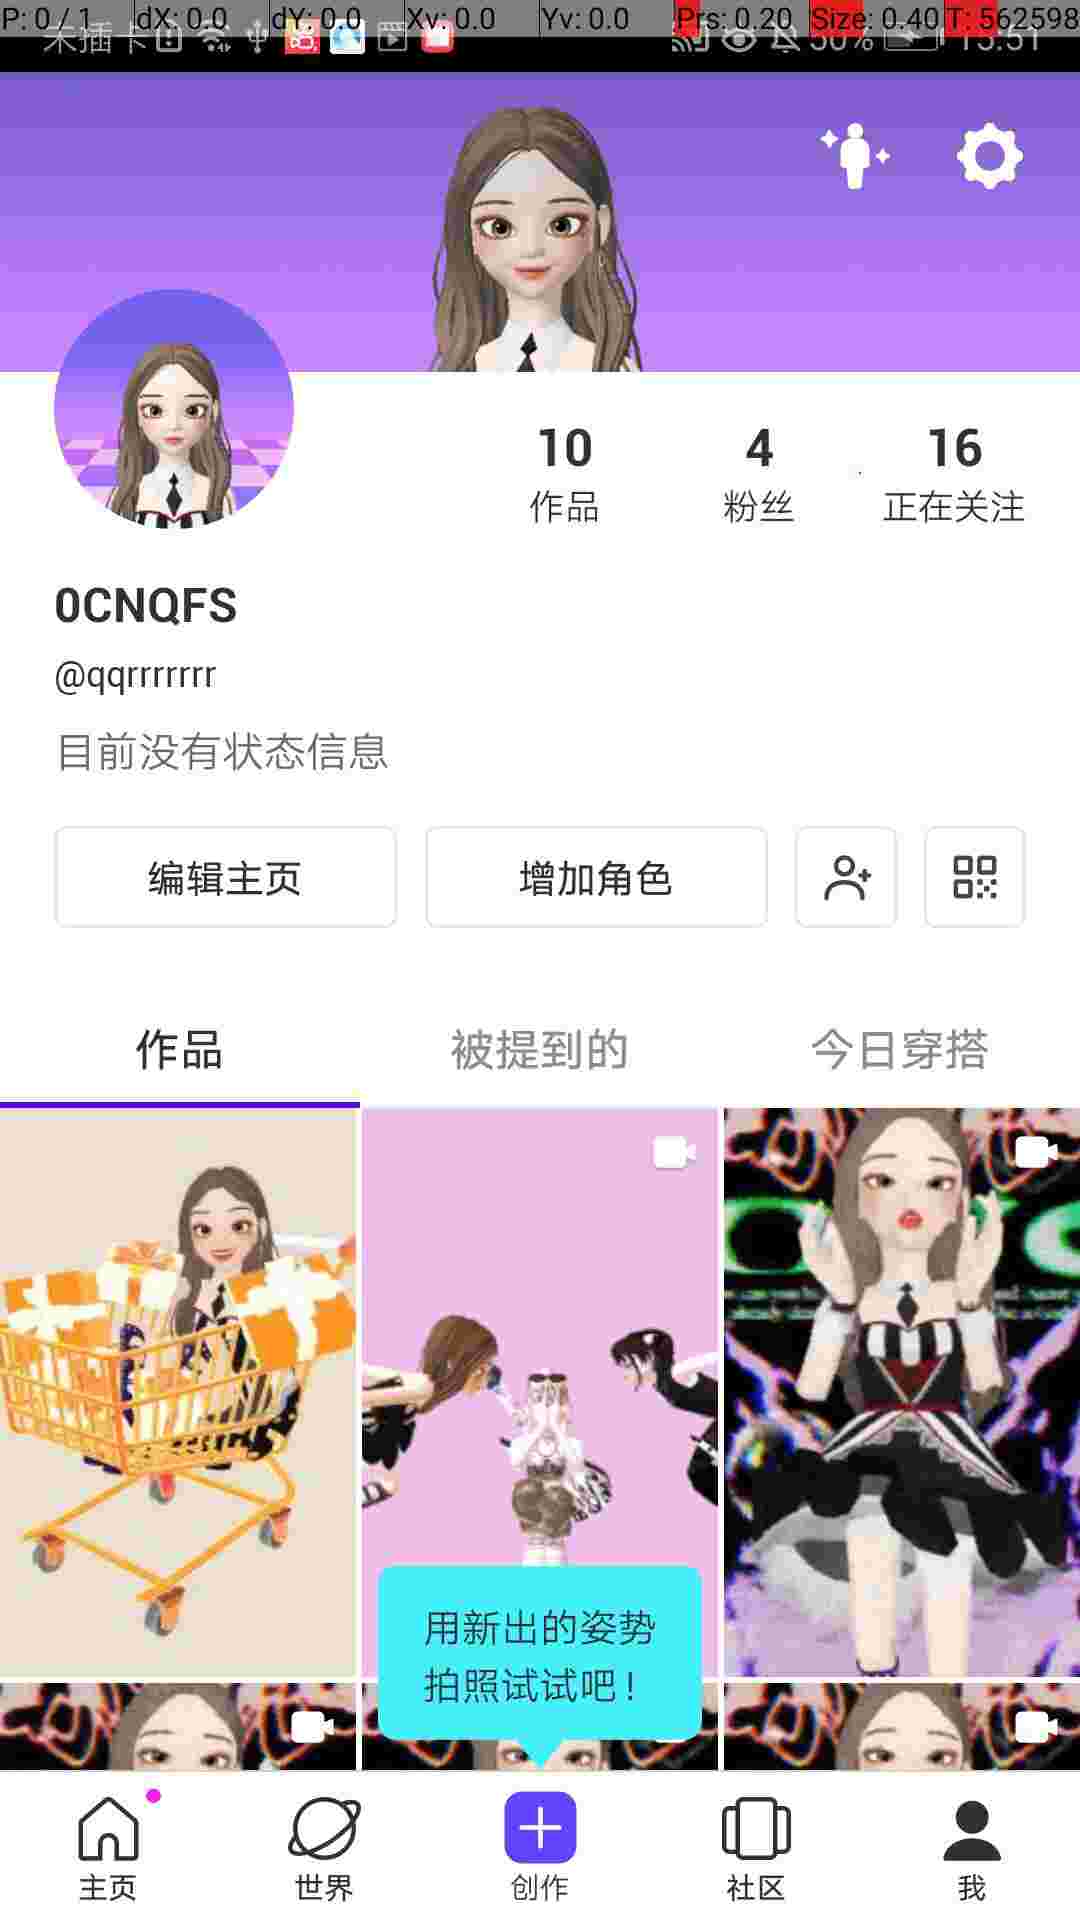 P: 0 / 1 dX: 0.0 dY: 0.0 Xv: 0.0 Yv: 0.0 Prs: 0.20 Size: 0.40 T: 562598
未插卡 50% 15:51
10 4 16
作品 粉丝 正在关注
0CNQFS
@qqrrrrrrr
目前没有状态信息
编辑主页 增加角色
作品 被提到的 今日穿搭
用新出的姿势
拍照试试吧！
主页 世界 创作 社区 我